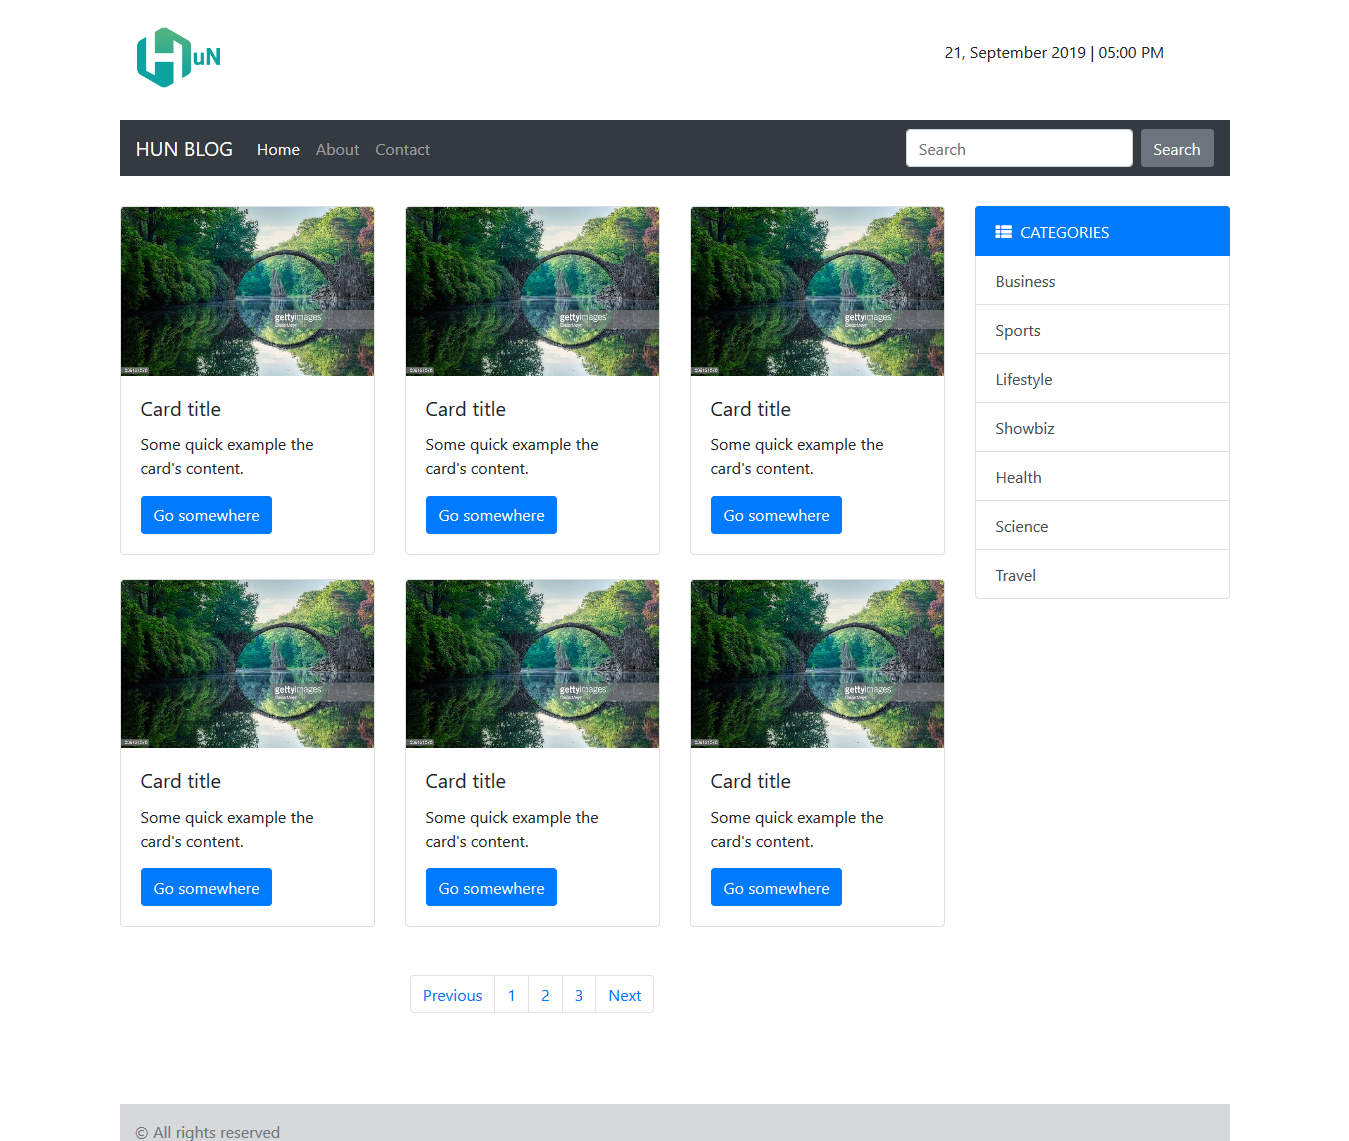 HuN
21, September 2019 | 05:00 PM
HUN BLOG Home About Contact Search Search
gettyimages
gettyimages
gettyimages
Card title
Some quick example the
card's content.
Go somewhere
Card title
Some quick example the
card's content.
Go somewhere
Card title
Some quick example the
card's content.
Go somewhere
CATEGORIES
Business
Sports
Lifestyle
Showbiz
Health
Science
Travel
gettyimages
gettyimages
gettyimages
Card title
Some quick example the
card's content.
Go somewhere
Card title
Some quick example the
card's content.
Go somewhere
Card title
Some quick example the
card's content.
Go somewhere
Previous 1 2 3 Next
© All rights reserved